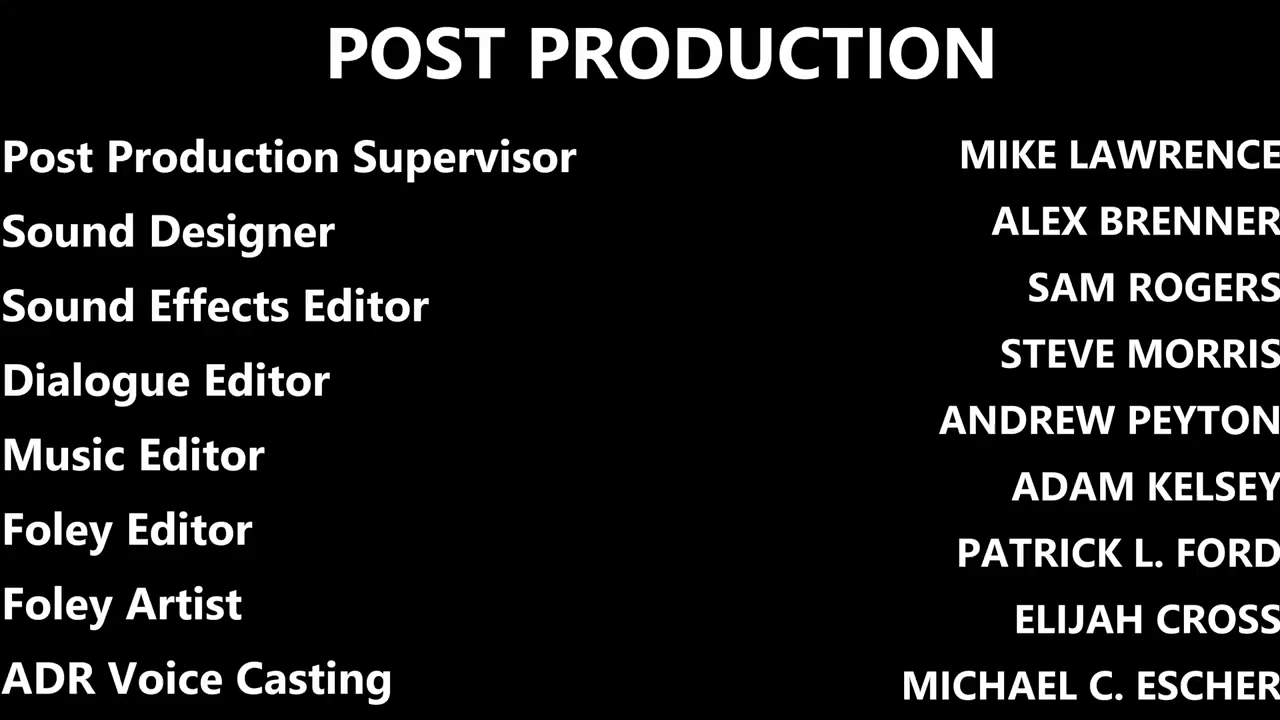 POST PRODUCTION
Post Production Supervisor
Sound Designer
Sound Effects Editor
Dialogue Editor
Music Editor
Foley Editor
Foley Artist
ADR Voice Casting
MIKE LAWRENCE
ALEX BRENNER
SAM ROGERS
STEVE MORRIS
ANDREW PEYTON
ADAM KELSEY
PATRICK L. FORD
ELIJAH CROSS
MICHAEL C. ESCHER